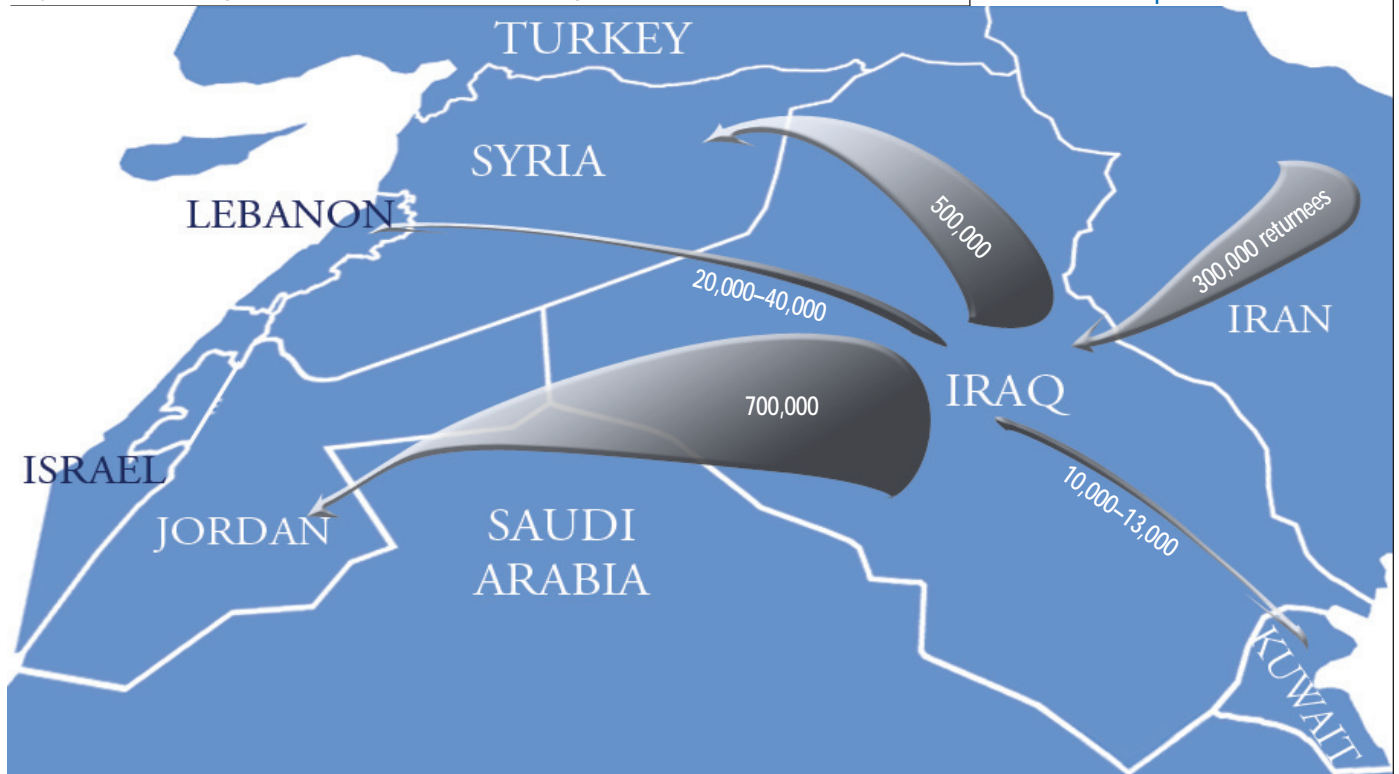 TURKEY
SYRIA
LEBANON
500,000
300,000 returnees
20,000–40,000
IRAN
700,000
IRAQ
ISRAEL
10,000–13,000
JORDAN
SAUDI
ARABIA
KUWAIT